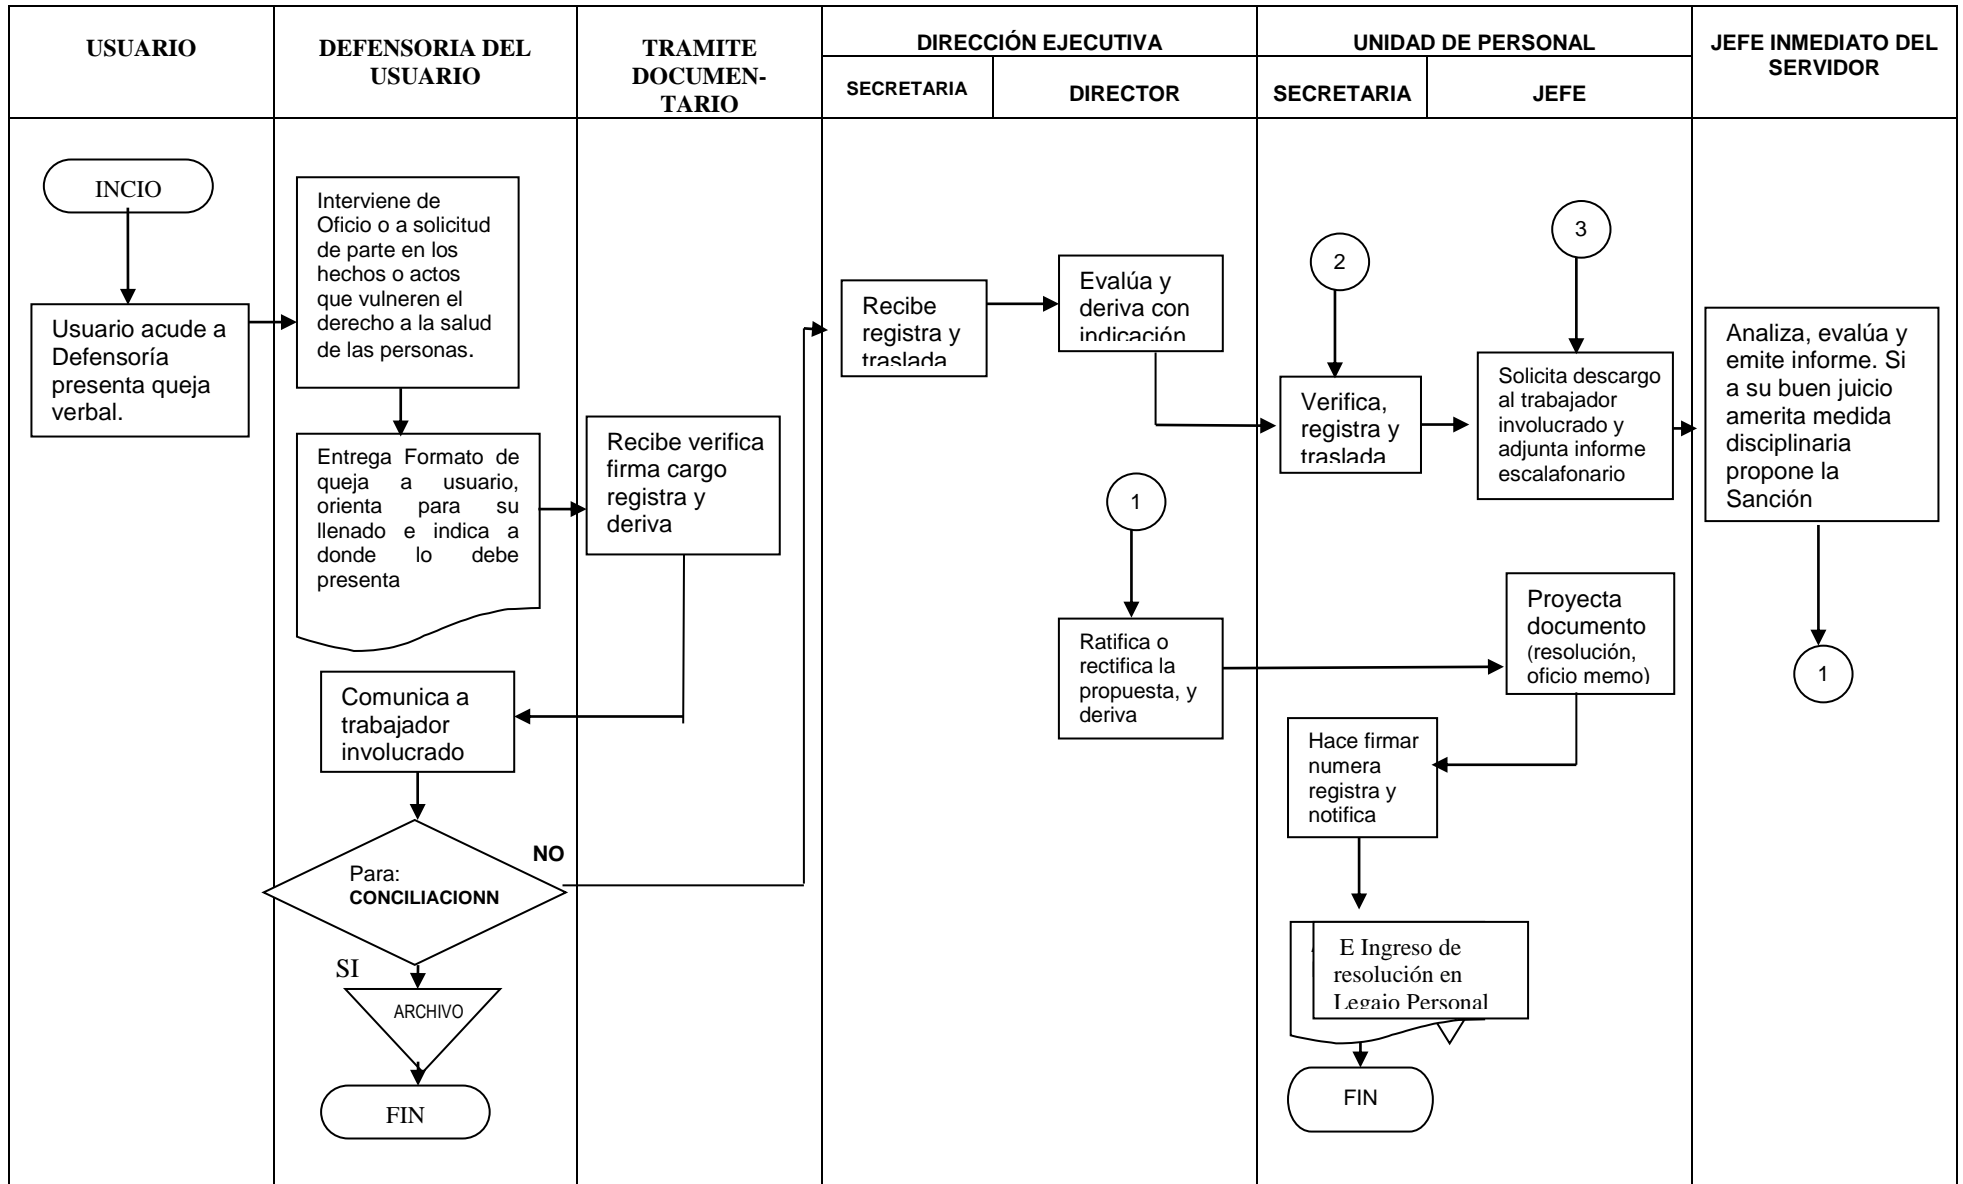 USUARIO
DEFENSORIA DEL
USUARIO
TRAMITE
DOCUMEN-
TARIO
DIRECCIÓN EJECUTIVA
SECRETARIA
DIRECTOR
UNIDAD DE PERSONAL
SECRETARIA
JEFE
JEFE INMEDIATO DEL
SERVIDOR
INCIO
Usuario acude a
Defensoría
presenta queja
verbal.
Interviene de
Oficio o a solicitud
de parte en los
hechos o actos
que vulneren el
derecho a la salud
de las personas.
Entrega Formato de
queja a usuario,
orienta para su
llenado e indica a
donde lo debe
presenta
Comunica a
trabajador
involucrado
Para:
CONCILIACIONN
NO
SI
ARCHIVO
FIN
Recibe verifica
firma cargo
registra y
deriva
Recibe
registra y
traslada
Evalúa y
deriva con
indicación
1
Ratifica o
rectifica la
propuesta, y
deriva
2
Verifica,
registra y
traslada
3
Solicita descargo
al trabajador
involucrado y
adjunta informe
escalafonario
Proyecta
documento
(resolución,
oficio memo)
Hace firmar
numera
registra y
notifica
E Ingreso de
resolución en
Legajo Personal
FIN
Analiza, evalúa y
emite informe. Si
a su buen juicio
amerita medida
disciplinaria
propone la
Sanción
1